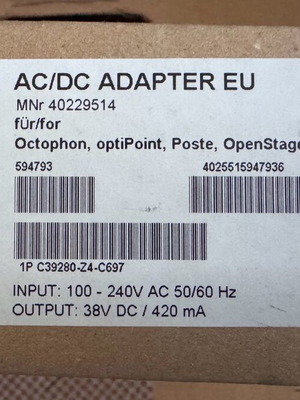 AC/DC ADAPTER EU
MNr 40229514
für/for
Octophon, optiPoint, Poste, OpenStage
594793 4025515947936
1P C39280-Z4-C697
INPUT: 100 - 240V AC 50/60 Hz
OUTPUT: 38V DC / 420 mA